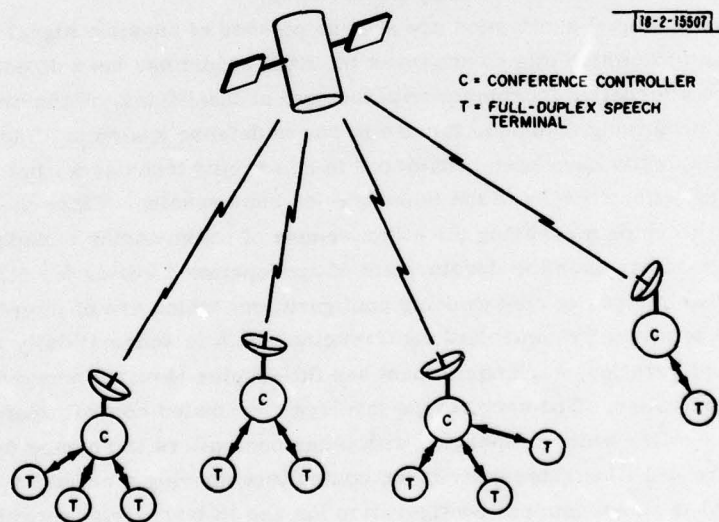 18-2-15507
C = CONFERENCE CONTROLLER
T = FULL-DUPLEX SPEECH
TERMINAL
C
T
C
C
C
T T T T T T T T
T